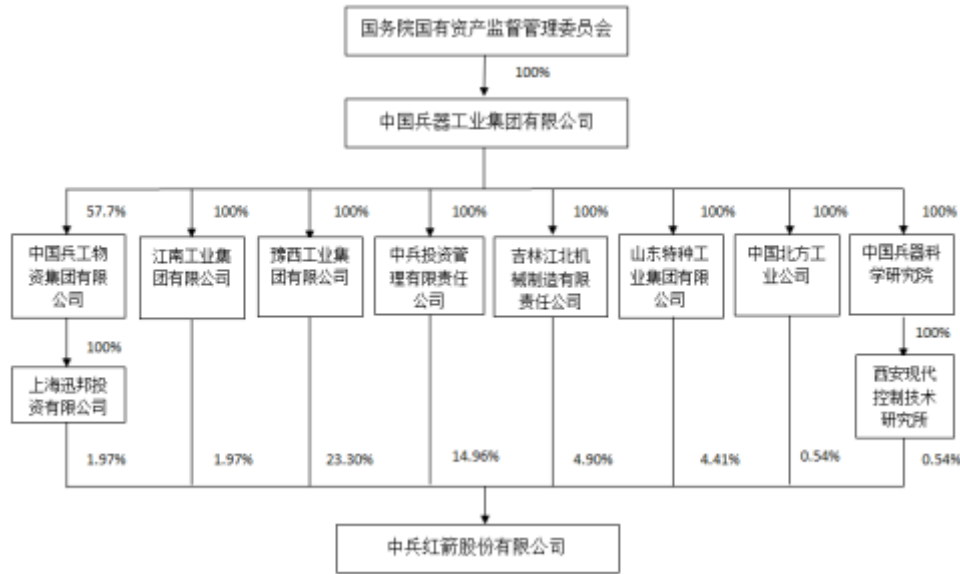 国务院国有资产监督管理委员会
100%
中国兵器工业集团有限公司
57.7%
100%
100%
100%
100%
100%
100%
100%
中国兵工物
资集团有限
公司
江南工业集
团有限公司
豫西工业集
团有限公司
中兵投资管
理有限责任
公司
吉林江北机
械制造有限
责任公司
山东特种工
业集团有限
公司
中国北方工
业公司
中国兵器科
学研究院
100%
100%
上海迅邦投
资有限公司
西安现代
控制技术
研究所
1.97%
1.97%
23.30%
14.96%
4.90%
4.41%
0.54%
0.54%
中兵红箭股份有限公司